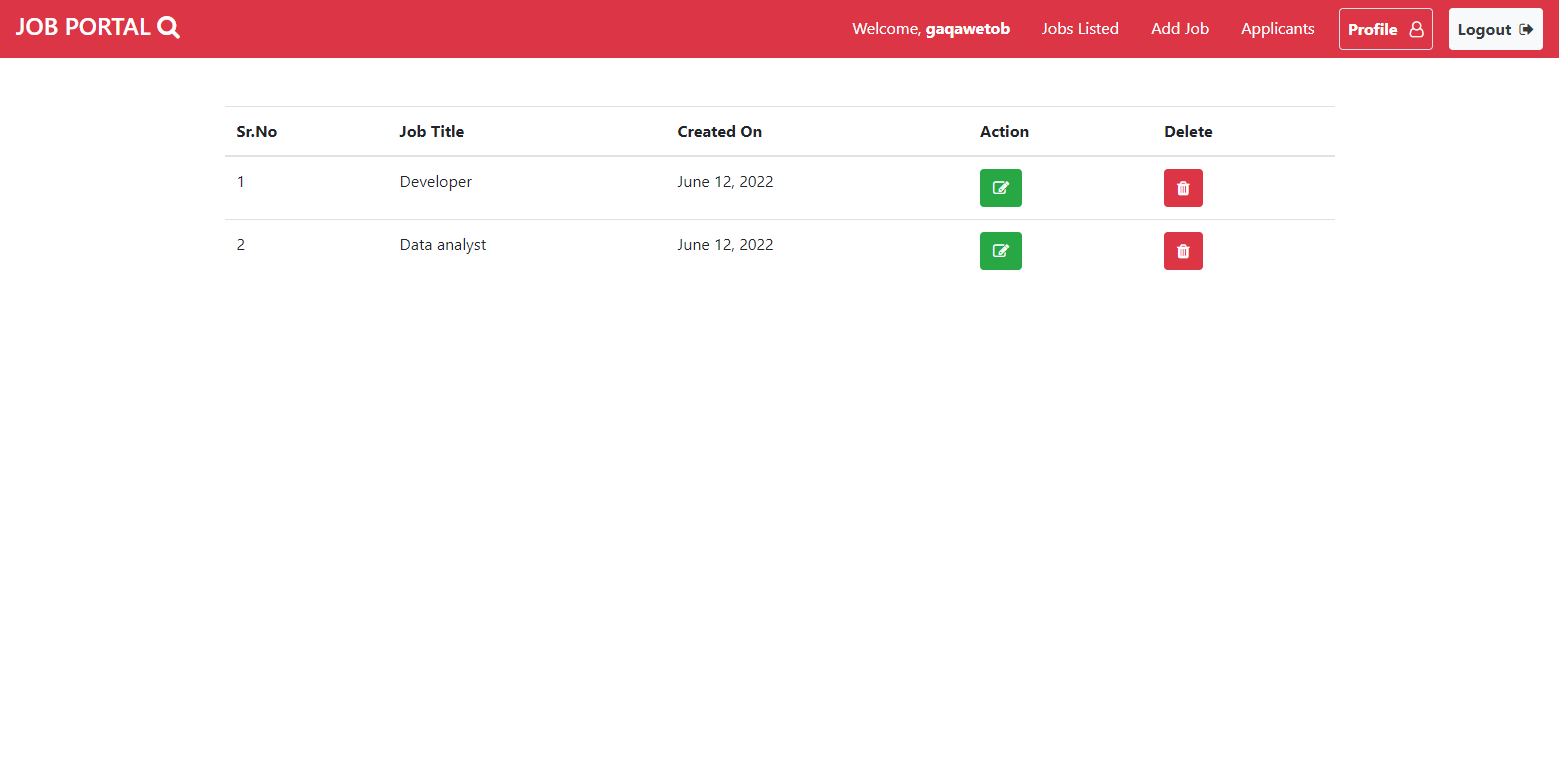 JOB PORTAL
Welcome, gaqawetob Jobs Listed Add Job Applicants Profile Logout
Sr.No Job Title Created On Action Delete
1 Developer June 12, 2022
2 Data analyst June 12, 2022